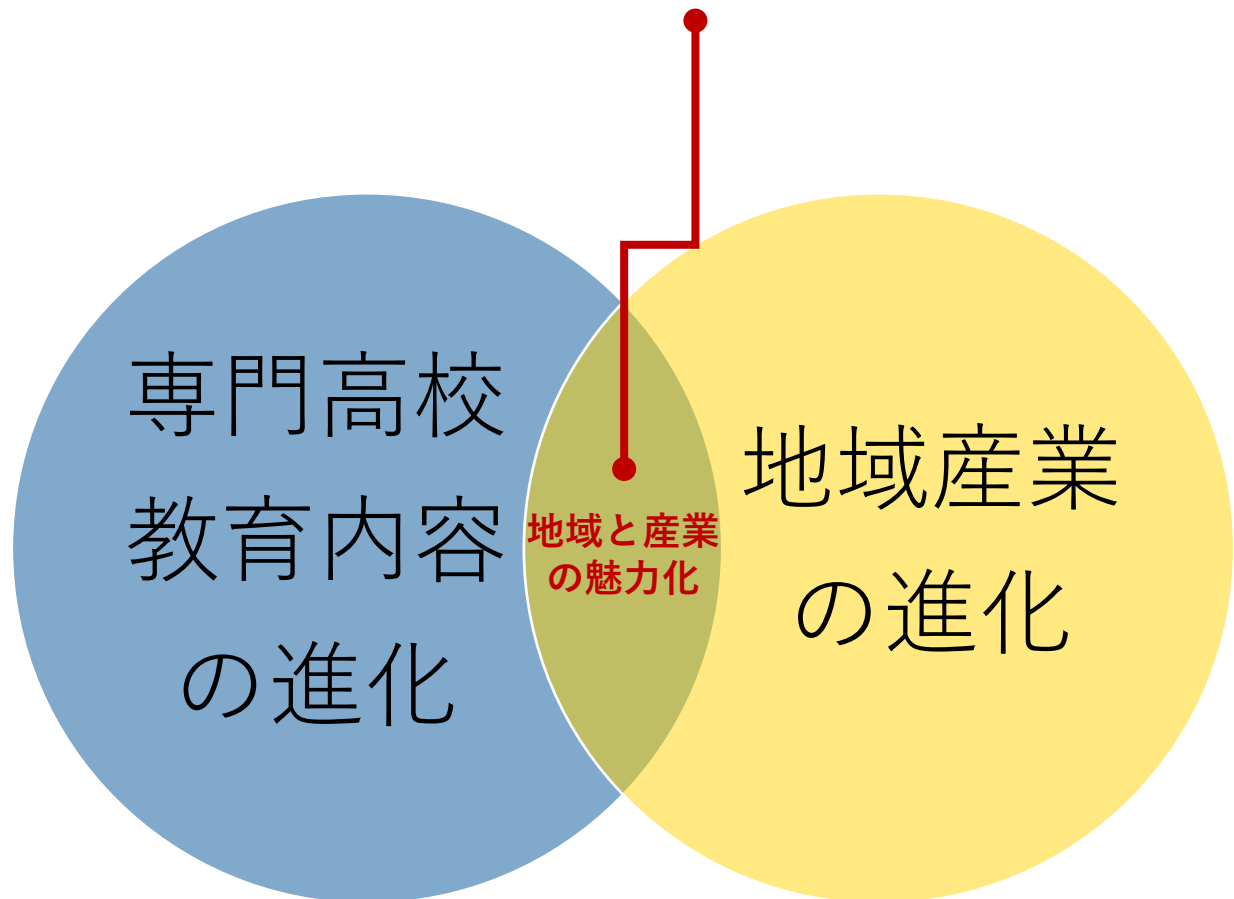 専門高校
教育内容
の進化
地域と産業
の魅力化
地域産業
の進化